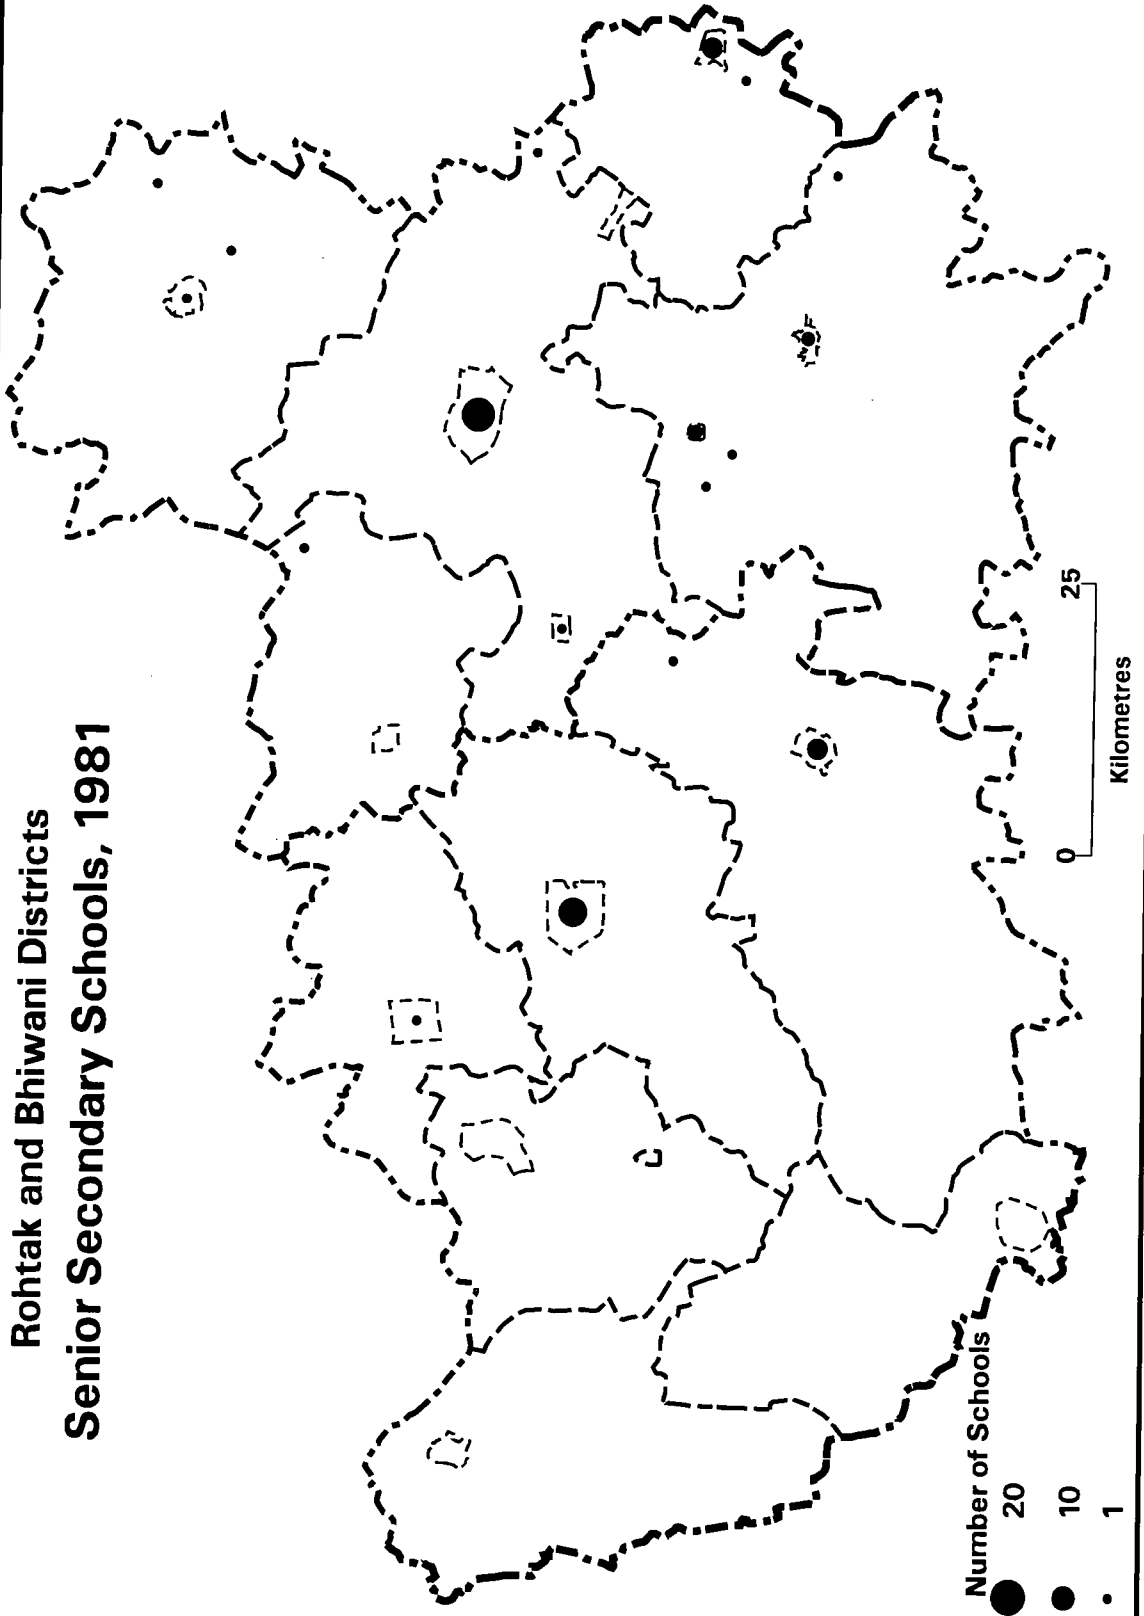 Rohtak and Bhiwani Districts
Senior Secondary Schools, 1981
Number of Schools
20
10
1
0
25
Kilometres